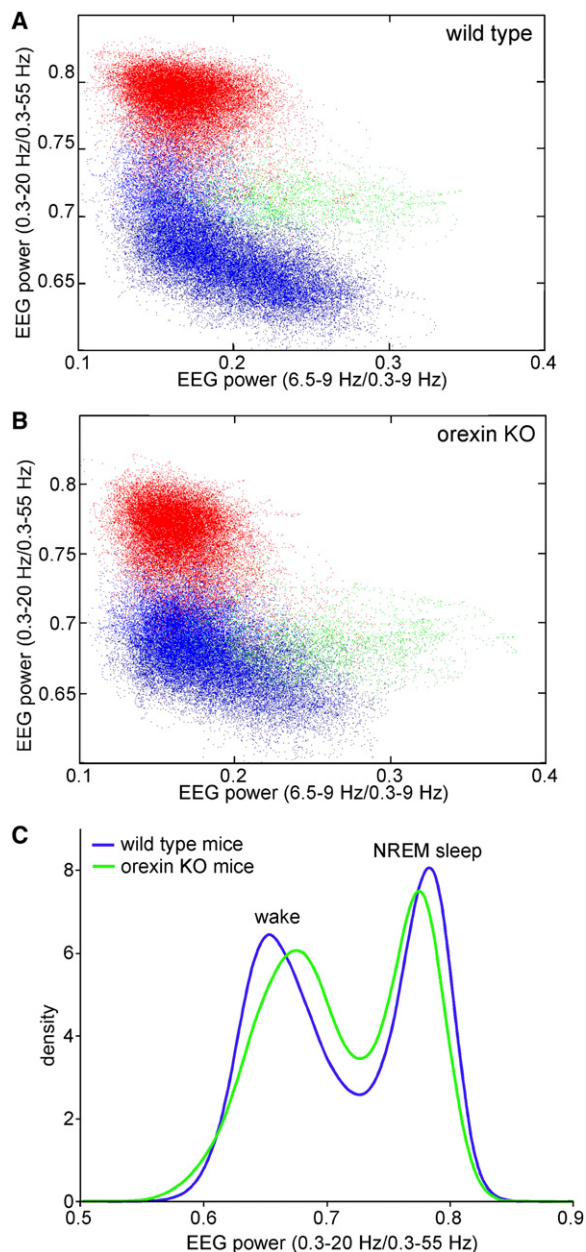 A
wild type
EEG power (0.3-20 Hz/0.3-55 Hz)
0.8
0.75
0.7
0.65
0.1 0.2 0.3 0.4
EEG power (6.5-9 Hz/0.3-9 Hz)
B
orexin KO
EEG power (0.3-20 Hz/0.3-55 Hz)
0.8
0.75
0.7
0.65
0.1 0.2 0.3 0.4
EEG power (6.5-9 Hz/0.3-9 Hz)
C
wild type mice
orexin KO mice
NREM sleep
wake
density
8
6
4
2
0
0.5 0.6 0.7 0.8 0.9
EEG power (0.3-20 Hz/0.3-55 Hz)